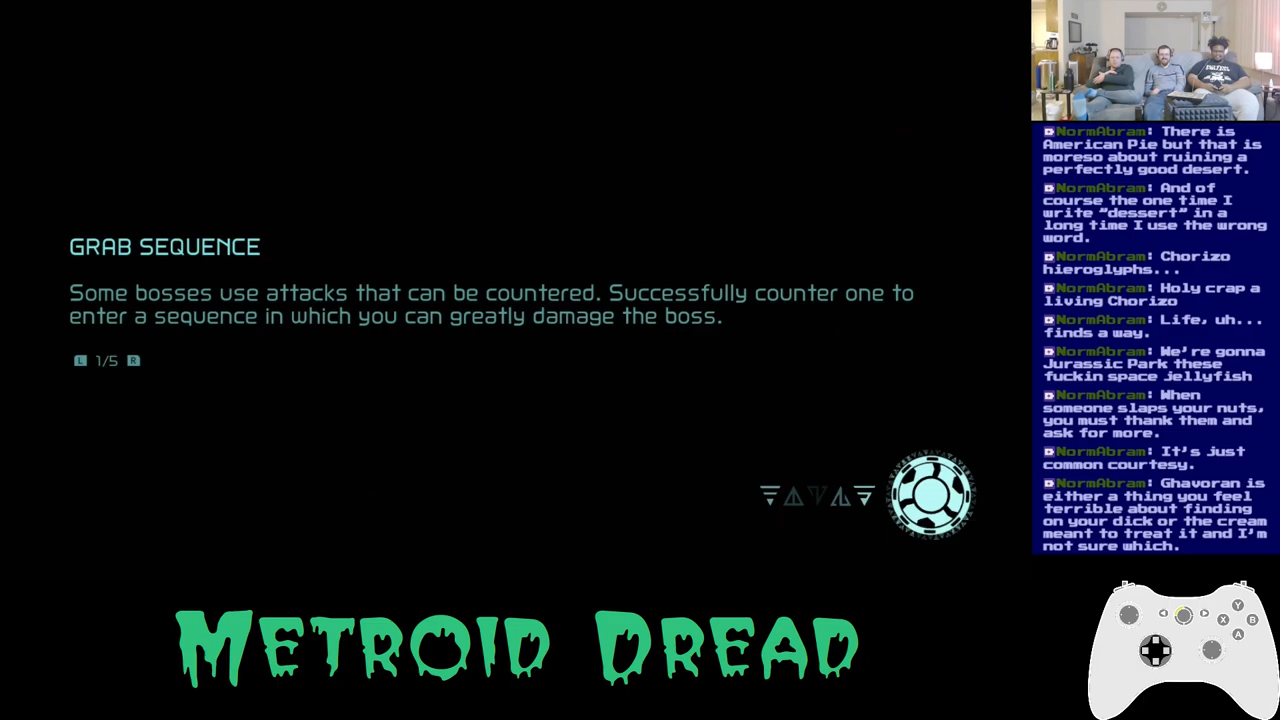 GRAB SEQUENCE
Some bosses use attacks that can be countered. Successfully counter one to
enter a sequence in which you can greatly damage the boss.
L 1/5 R
METROID DREAD
NormAbram: There is
American Pie but that is
moreso about ruining a
perfectly good desert.
NormAbram: And of
course the one time I
write "dessert" in a
long time I use the wrong
word.
NormAbram: Chorizo
hieroglyphs...
NormAbram: Holy crap a
living Chorizo
NormAbram: Life, uh...
finds a way.
NormAbram: We're gonna
Jurassic Park these
fuckin space jellyfish
NormAbram: When
someone slaps your nuts,
you must thank them and
ask for more.
NormAbram: It's just
common courtesy.
NormAbram: Ghavoran is
either a thing you feel
terrible about finding
on your dick or the cream
meant to treat it and I'm
not sure which.
Y
X B
A